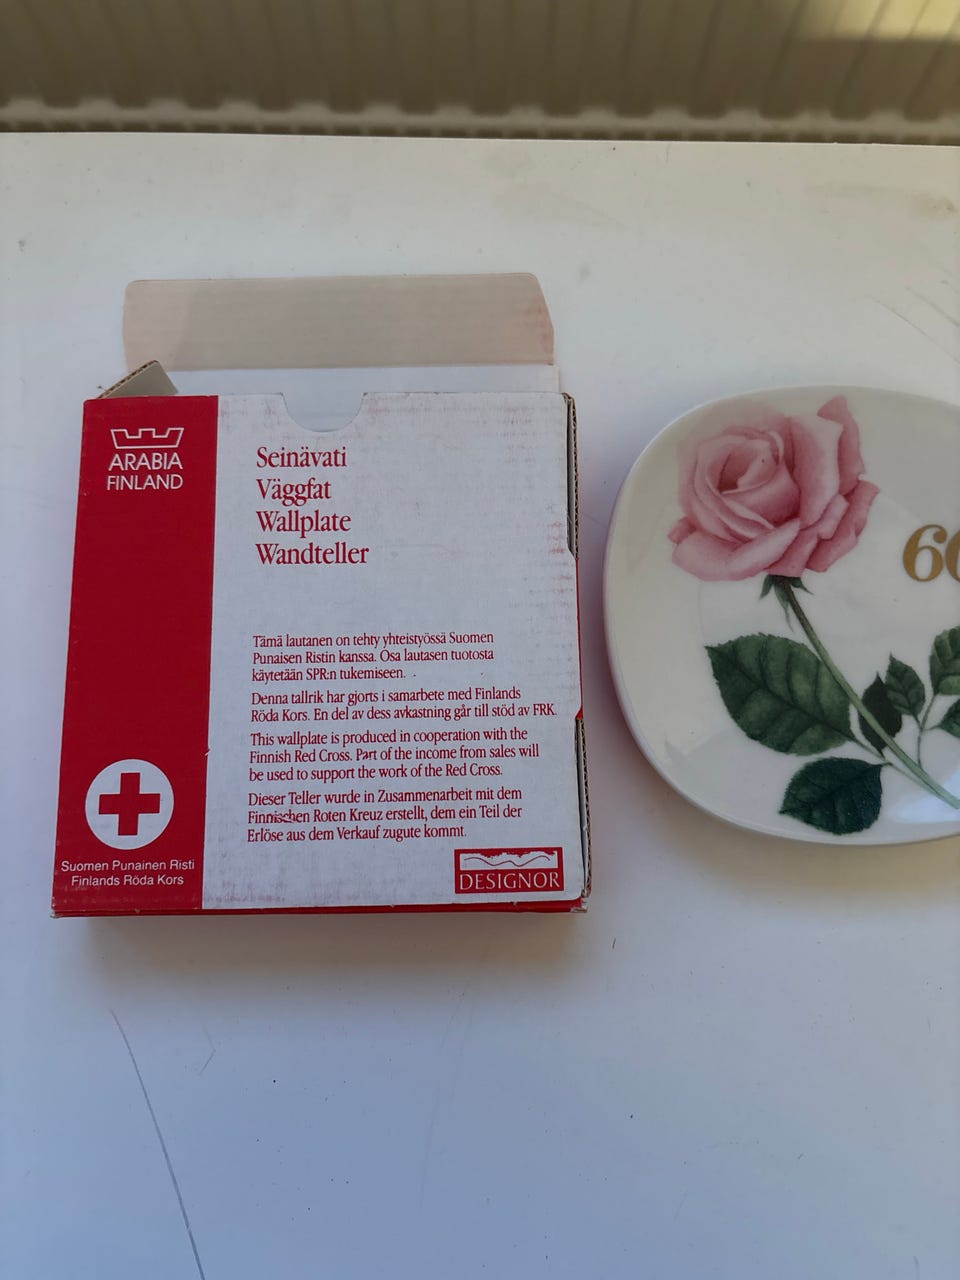 ARABIA
FINLAND
Seinävati
Väggfat
Wallplate
Wandteller
Tämä lautanen on tehty yhteistyössä Suomen
Punaisen Ristin kanssa. Osa lautasen tuotosta
käytetään SPR:n tukemiseen.
Denna tallrik har gjorts i samarbete med Finlands
Röda Kors. En del av dess avkastning går till stöd av FRK.
This wallplate is produced in cooperation with the
Finnish Red Cross. Part of the income from sales will
be used to support the work of the Red Cross.
Dieser Teller wurde in Zusammenarbeit mit dem
Finnischen Roten Kreuz erstellt, dem ein Teil der
Erlöse aus dem Verkauf zugute kommt.
Suomen Punainen Risti
Finlands Röda Kors
DESIGNOR
60